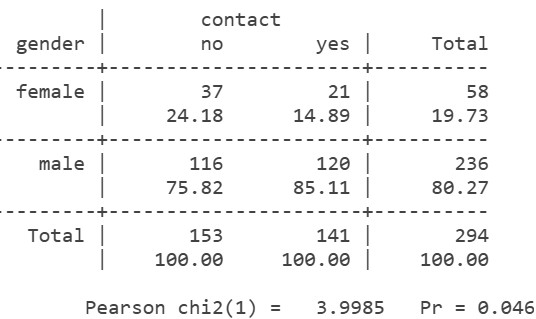 |        contact
    gender |        no        yes |     Total
-----------+----------------------+----------
    female |        37         21 |        58
           |     24.18      14.89 |     19.73
-----------+----------------------+----------
      male |       116        120 |       236
           |     75.82      85.11 |     80.27
-----------+----------------------+----------
     Total |       153        141 |       294
           |    100.00     100.00 |    100.00
          Pearson chi2(1) =   3.9985   Pr = 0.046